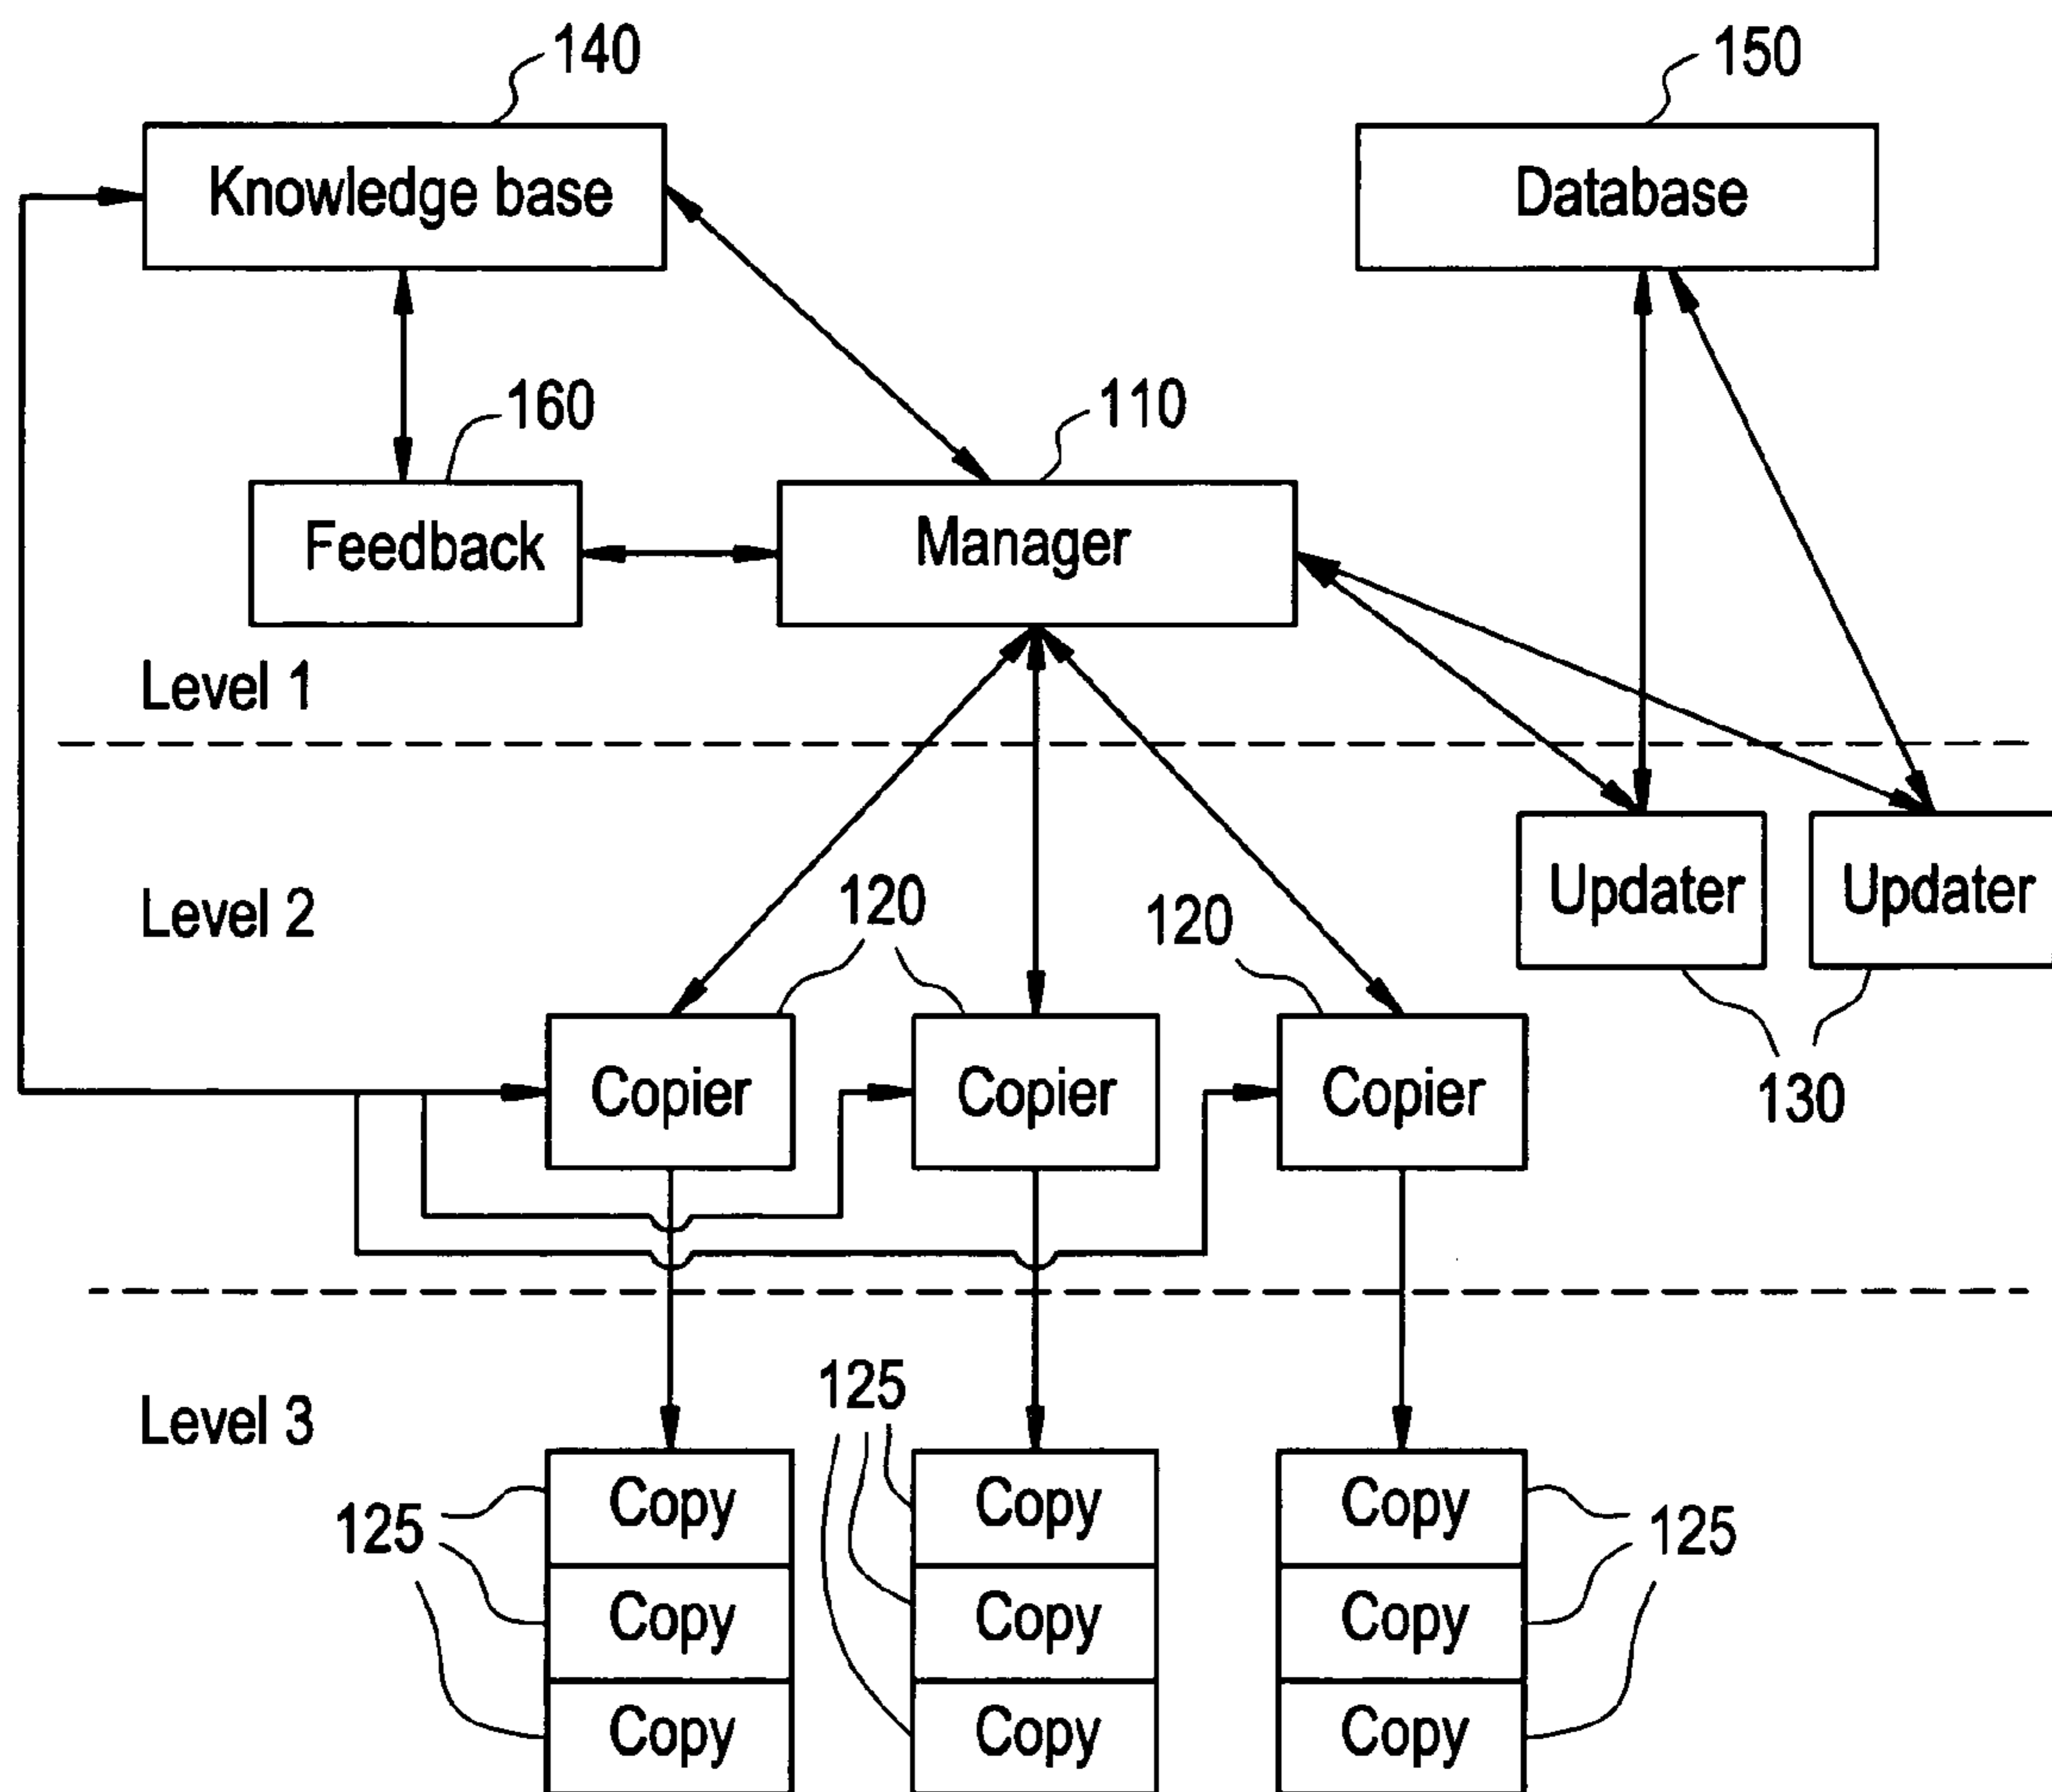 140
150
Knowledge base
Database
160
110
Feedback
Manager
Level 1
Level 2
120
120
Updater
Updater
Copier
Copier
Copier
130
Level 3
125
125
125
Copy
Copy
Copy
Copy
Copy
Copy
Copy
Copy
Copy